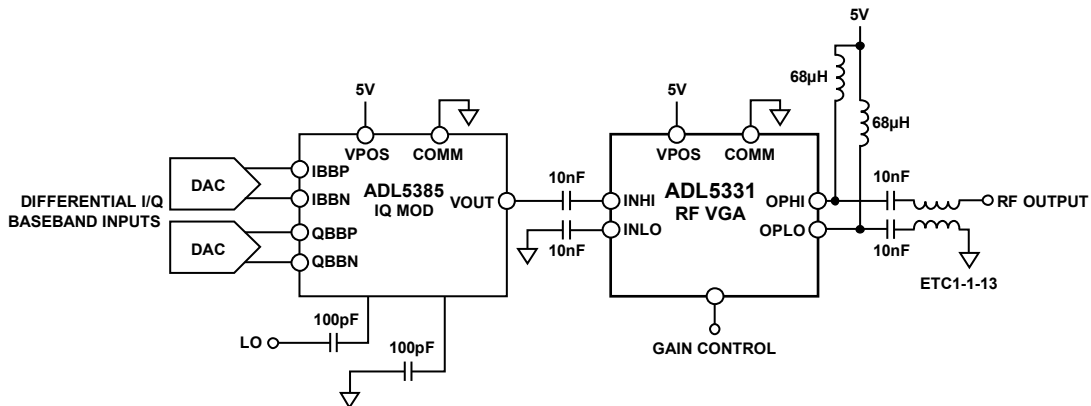 5V
68µH
68µH
5V
5V
VPOS
COMM
VPOS
COMM
DAC
IBBP
ADL5385
IQ MOD
10nF
ADL5331
RF VGA
10nF
DIFFERENTIAL I/Q
BASEBAND INPUTS
IBBN
VOUT
INHI
OPHI
RF OUTPUT
DAC
QBBP
INLO
OPLO
QBBN
10nF
10nF
ETC1-1-13
100pF
LO
100pF
GAIN CONTROL